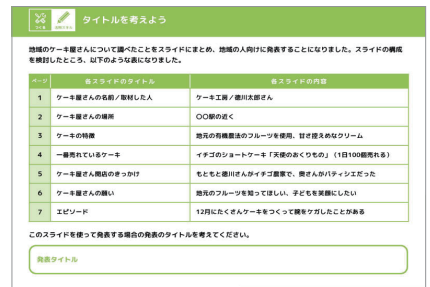 タイトルを考えよう
地域のケーキ屋さんについて調べたことをスライドにまとめ、地域の人向けに発表することになりました。スライドの構成
を検討したところ、以下のような表になりました。
ページ 各スライドのタイトル 各スライドの内容
1 ケーキ屋さんの名前／取材した人 ケーキ工房／徳川太郎さん
2 ケーキ屋さんの場所 〇〇駅の近く
3 ケーキの特徴 地元の有機農法のフルーツを使用、甘さ控えめなクリーム
4 一番売れているケーキ イチゴのショートケーキ「天使のおくりもの」（1日100個売れる）
5 ケーキ屋さん開店のきっかけ もともと徳川さんがイチゴ農家で、奥さんがパティシエだった
6 ケーキ屋さんの願い 地元のフルーツを知ってほしい、子どもを笑顔にしたい
7 エピソード 12月にたくさんケーキをつくって腕をケガしたことがある
このスライドを使って発表する場合の発表のタイトルを考えてください。
発表タイトル